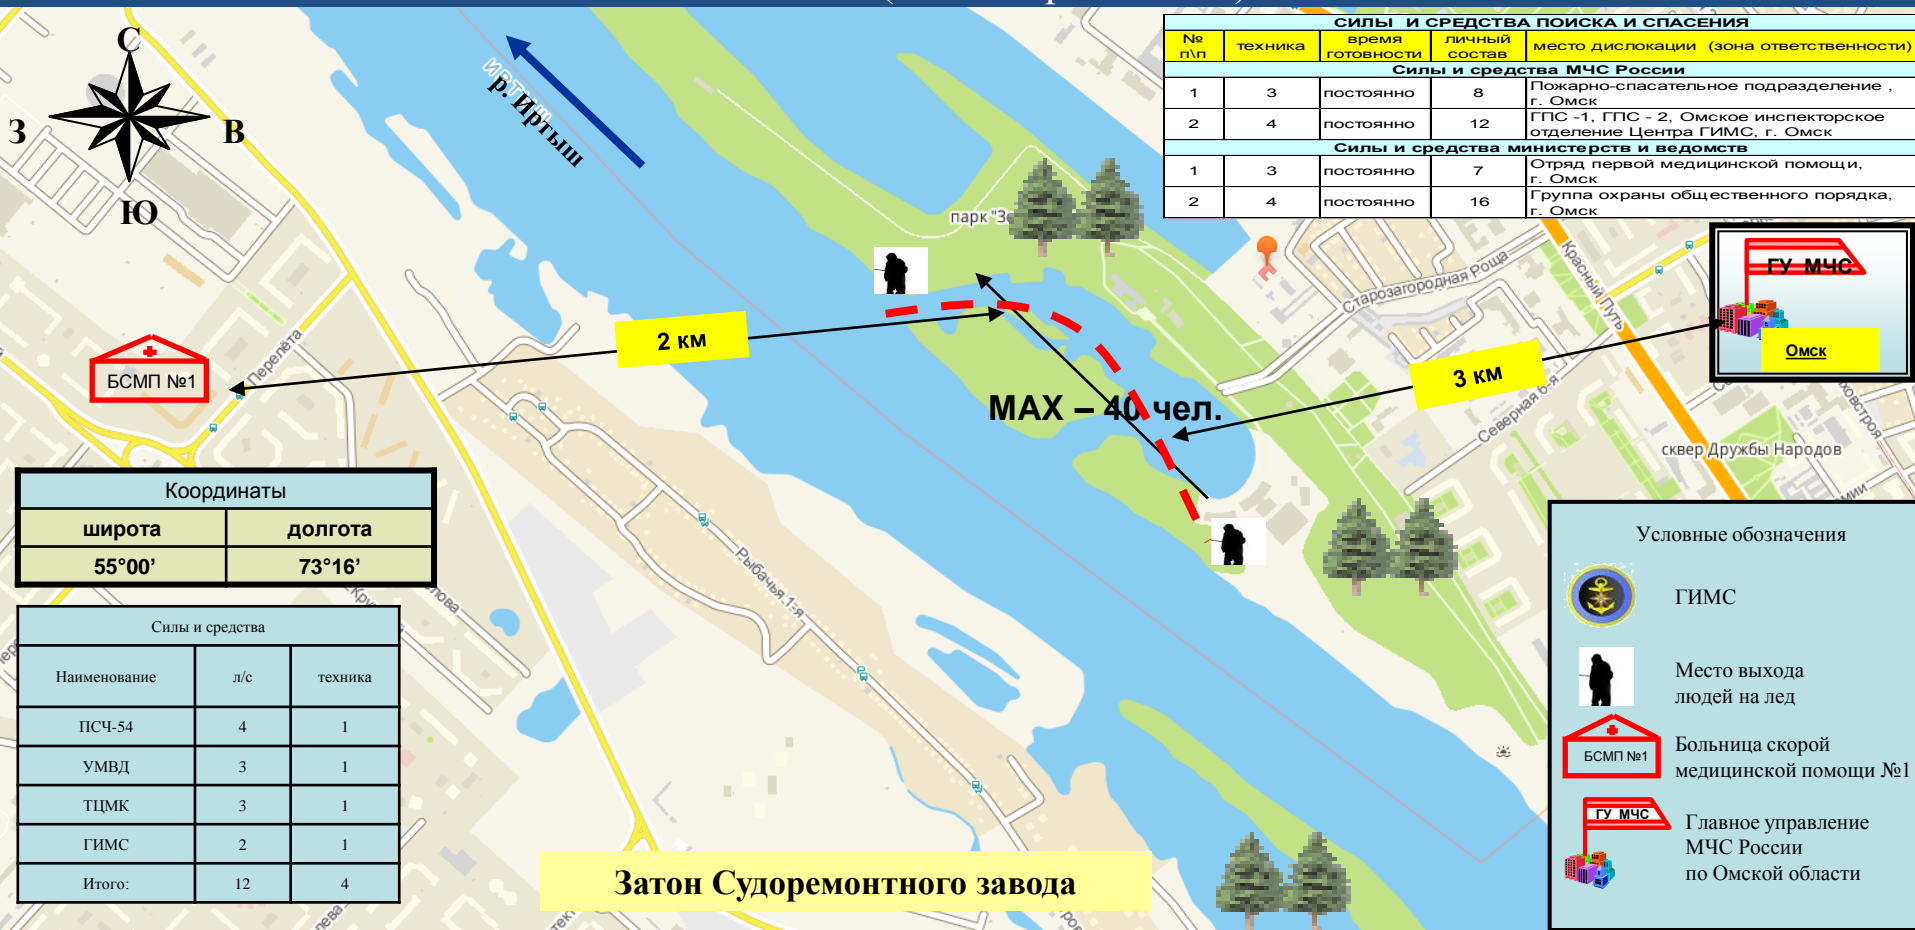 СИЛЫ И СРЕДСТВА ПОИСКА И СПАСЕНИЯ
№ п\п техника время готовности личный состав место дислокации (зона ответственности)
Силы и средства МЧС России
1 3 постоянно 8 Пожарно-спасательное подразделение , г. Омск
2 4 постоянно 12 ГПС -1, ГПС - 2, Омское инспекторское отделение Центра ГИМС, г. Омск
Силы и средства министерств и ведомств
1 3 постоянно 7 Отряд первой медицинской помощи, г. Омск
2 4 постоянно 16 Группа охраны общественного порядка, г. Омск
С
З
В
Ю
р. Иртыш
парк
Старозагородная Роща
Красный Путь
ГУ МЧС
Омск
2 км
3 км
БСМП №1
Перелёта
МАХ – 40 чел.
Северная 6-я
сквер Дружбы Народов
Координаты
широта долгота
55°00’ 73°16’
Рыбачья 1-я
Силы и средства
Наименование л/с техника
ПСЧ-54 4 1
УМВД 3 1
ТЦМК 3 1
ГИМС 2 1
Итого: 12 4
Затон Судоремонтного завода
Условные обозначения
ГИМС
Место выхода
людей на лед
БСМП №1
Больница скорой
медицинской помощи №1
ГУ МЧС
Главное управление
МЧС России
по Омской области